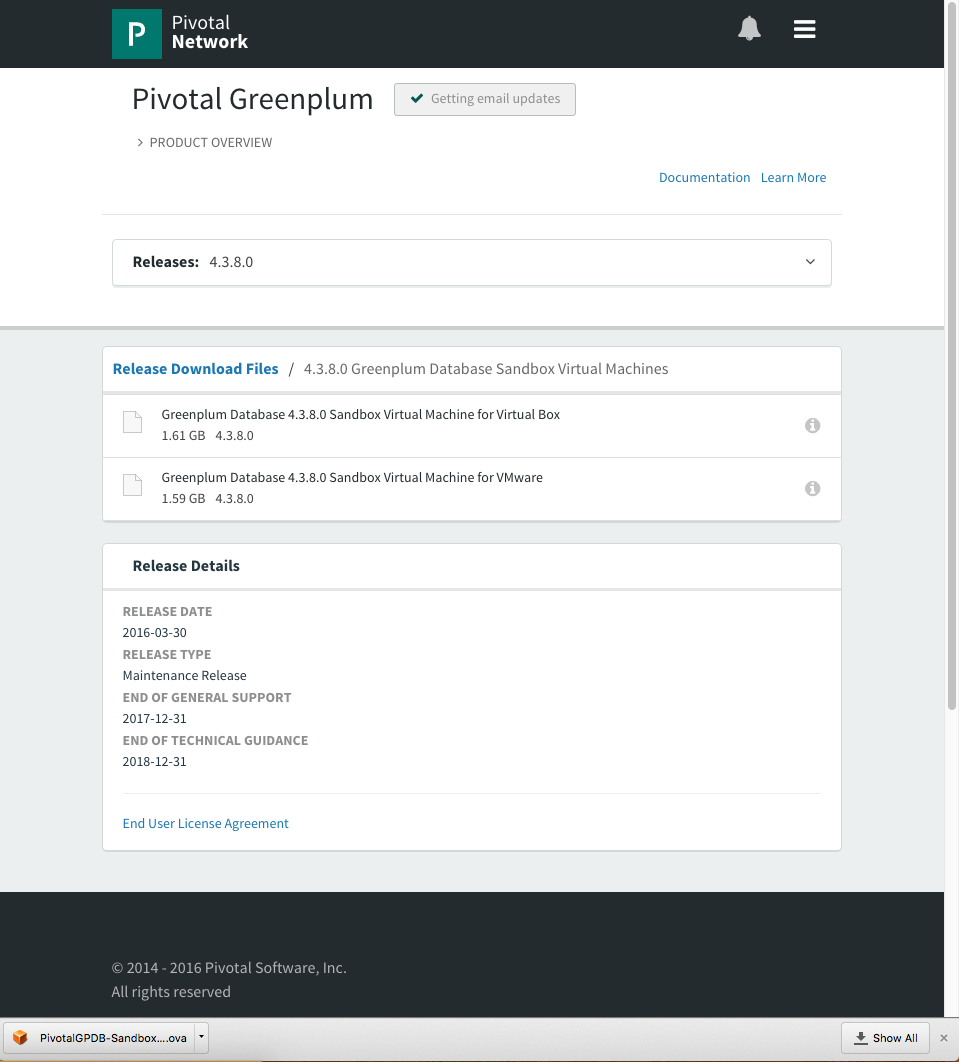 P
Pivotal
Network
Pivotal Greenplum
Getting email updates
PRODUCT OVERVIEW
Documentation Learn More
Releases: 4.3.8.0
Release Download Files / 4.3.8.0 Greenplum Database Sandbox Virtual Machines
Greenplum Database 4.3.8.0 Sandbox Virtual Machine for Virtual Box
1.61 GB 4.3.8.0
Greenplum Database 4.3.8.0 Sandbox Virtual Machine for VMware
1.59 GB 4.3.8.0
Release Details
RELEASE DATE
2016-03-30
RELEASE TYPE
Maintenance Release
END OF GENERAL SUPPORT
2017-12-31
END OF TECHNICAL GUIDANCE
2018-12-31
End User License Agreement
© 2014 - 2016 Pivotal Software, Inc.
All rights reserved
PivotalGPDB-Sandbox....ova Show All